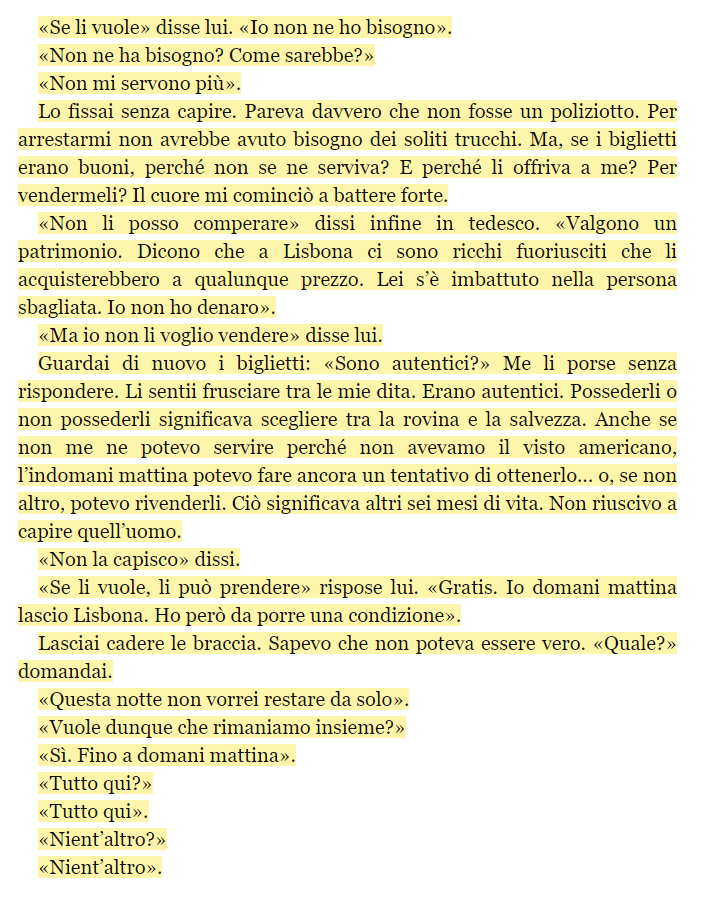 «Se li vuole» disse lui. «Io non ne ho bisogno».
«Non ne ha bisogno? Come sarebbe?»
«Non mi servono più».
Lo fissai senza capire. Pareva davvero che non fosse un poliziotto. Per
arrestarmi non avrebbe avuto bisogno dei soliti trucchi. Ma, se i biglietti
erano buoni, perché non se ne serviva? E perché li offriva a me? Per
vendermeli? Il cuore mi cominciò a battere forte.
«Non li posso comperare» dissi infine in tedesco. «Valgono un
patrimonio. Dicono che a Lisbona ci sono ricchi fuoriusciti che li
acquisterebbero a qualunque prezzo. Lei s’è imbattuto nella persona
sbagliata. Io non ho denaro».
«Ma io non li voglio vendere» disse lui.
Guardai di nuovo i biglietti: «Sono autentici?» Me li porse senza
rispondere. Li sentii frusciare tra le mie dita. Erano autentici. Possederli o
non possederli significava scegliere tra la rovina e la salvezza. Anche se
non me ne potevo servire perché non avevamo il visto americano,
l’indomani mattina potevo fare ancora un tentativo di ottenerlo... o, se non
altro, potevo rivenderli. Ciò significava altri sei mesi di vita. Non riuscivo a
capire quell’uomo.
«Non la capisco» dissi.
«Se li vuole, li può prendere» rispose lui. «Gratis. Io domani mattina
lascio Lisbona. Ho però da porre una condizione».
Lasciai cadere le braccia. Sapevo che non poteva essere vero. «Quale?»
domandai.
«Questa notte non vorrei restare da solo».
«Vuole dunque che rimaniamo insieme?»
«Sì. Fino a domani mattina».
«Tutto qui?»
«Tutto qui».
«Nient’altro?»
«Nient’altro».